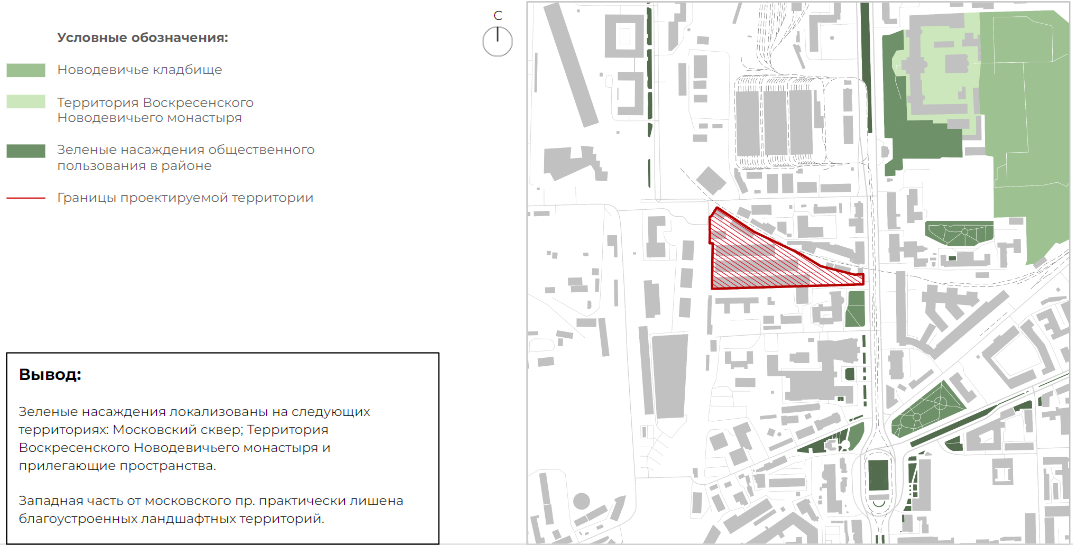 Условные обозначения:
Новодевичье кладбище
Территория Воскресенского
Новодевичьего монастыря
Зеленые насаждения общественного
пользования в районе
Границы проектируемой территории
С
Вывод:
Зеленые насаждения локализованы на следующих
территориях: Московский сквер; Территория
Воскресенского Новодевичьего монастыря и
прилегающие пространства.
Западная часть от московского пр. практически лишена
благоустроенных ландшафтных территорий.